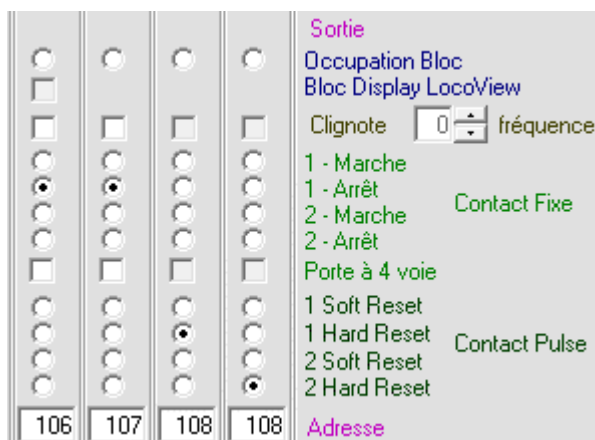 Sortie
Occupation Bloc
Bloc Display LocoView
Clignote 0 fréquence
1 - Marche
1 - Arrêt
Contact Fixe
2 - Marche
2 - Arrêt
Porte à 4 voie
1 Soft Reset
1 Hard Reset
Contact Pulse
2 Soft Reset
2 Hard Reset
106 107 108 108 Adresse